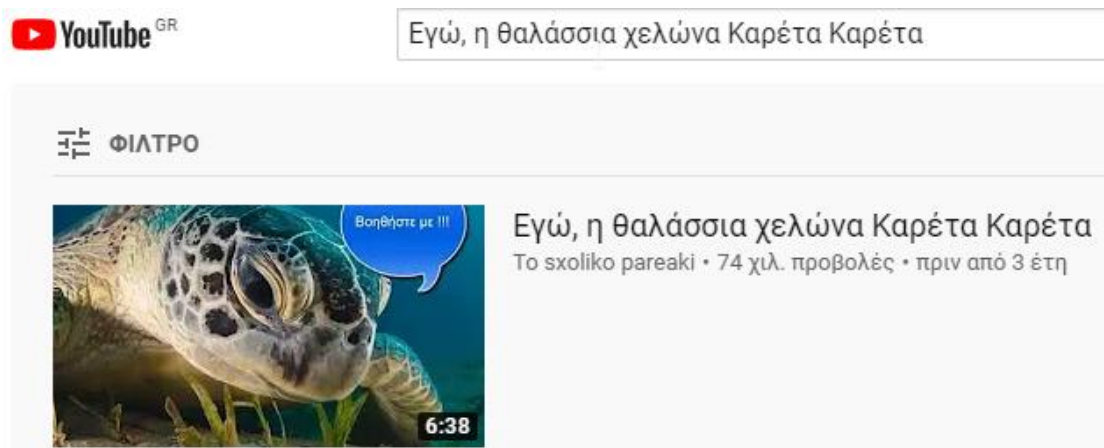 YouTube GR
Εγώ, η θαλάσσια χελώνα Καρέτα Καρέτα
ΦΙΛΤΡΟ
Βοηθήστε με !!!
Εγώ, η θαλάσσια χελώνα Καρέτα Καρέτα
To sxoliko pareaki • 74 χιλ. προβολές • πριν από 3 έτη
6:38